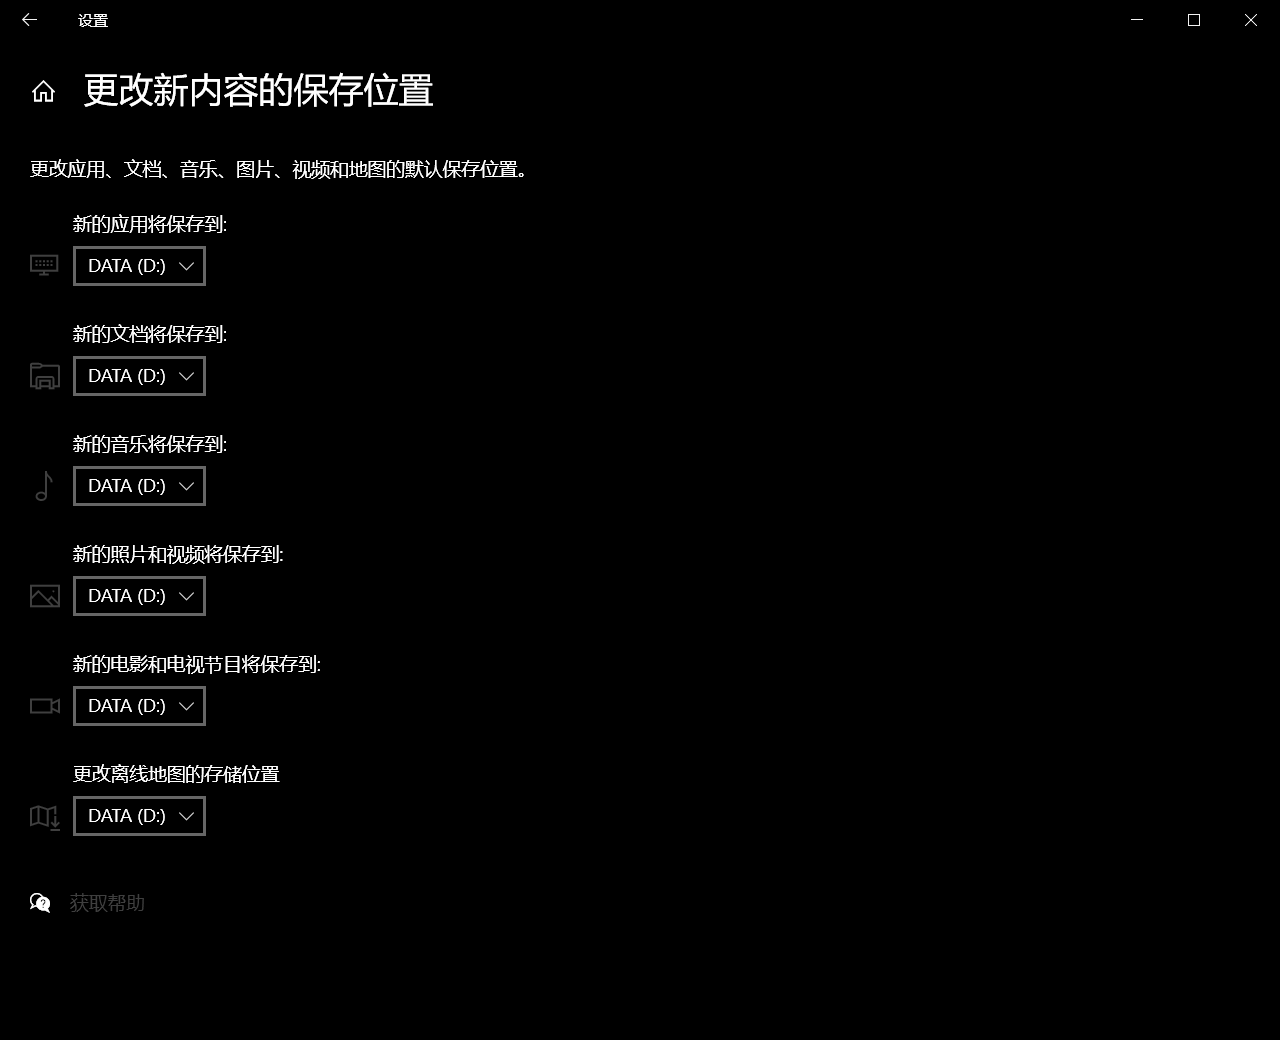 设置
更改新内容的保存位置
更改应用、文档、音乐、图片、视频和地图的默认保存位置。
新的应用将保存到:
DATA (D:)
新的文档将保存到:
DATA (D:)
新的音乐将保存到:
DATA (D:)
新的照片和视频将保存到:
DATA (D:)
新的电影和电视节目将保存到:
DATA (D:)
更改离线地图的存储位置
DATA (D:)
获取帮助